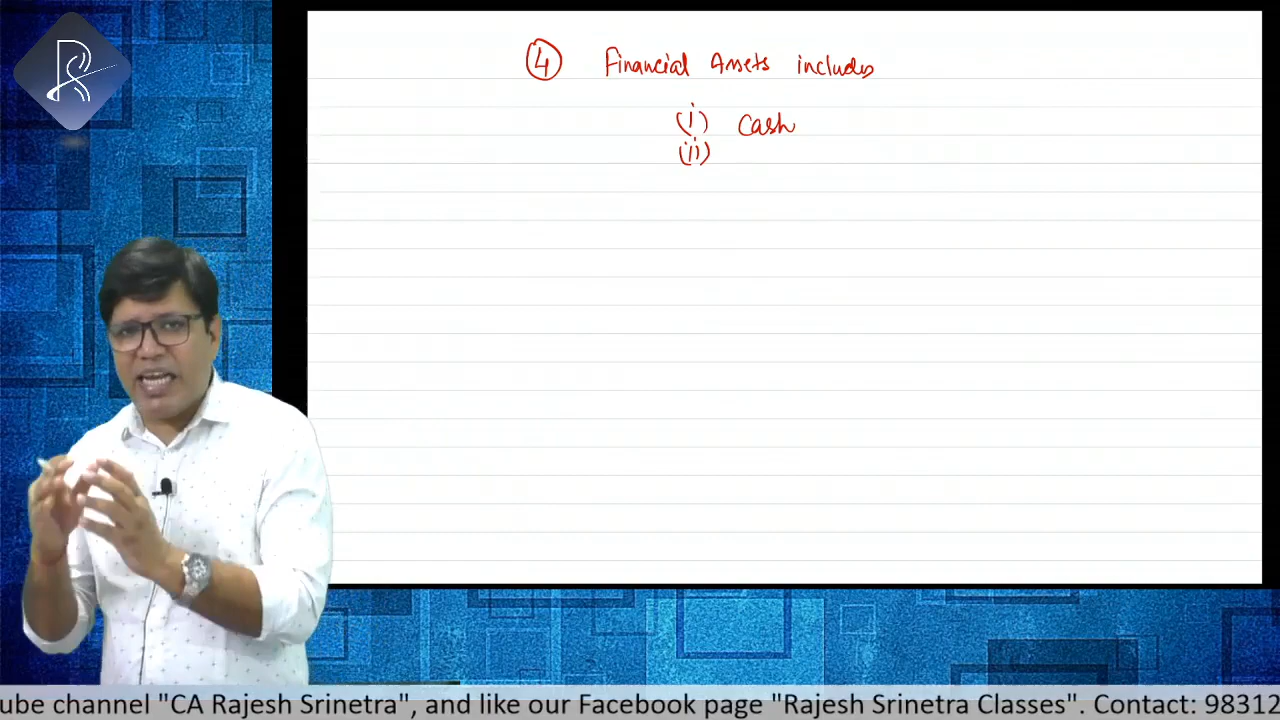 ④ Financial Assets includes
(i) Cash
(ii)
ube channel "CA Rajesh Srinetra", and like our Facebook page "Rajesh Srinetra Classes". Contact: 98312